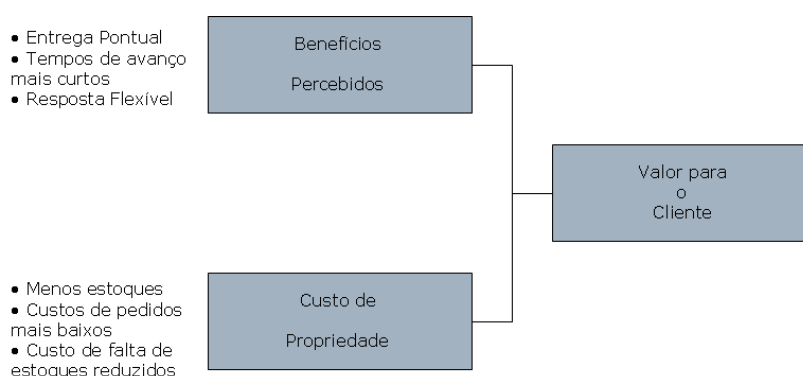 • Entrega Pontual
• Tempos de avanço
mais curtos
• Resposta Flexível
Benefícios
Percebidos
Valor para
o
Cliente
• Menos estoques
• Custos de pedidos
mais baixos
• Custo de falta de
estoques reduzidos
Custo de
Propriedade